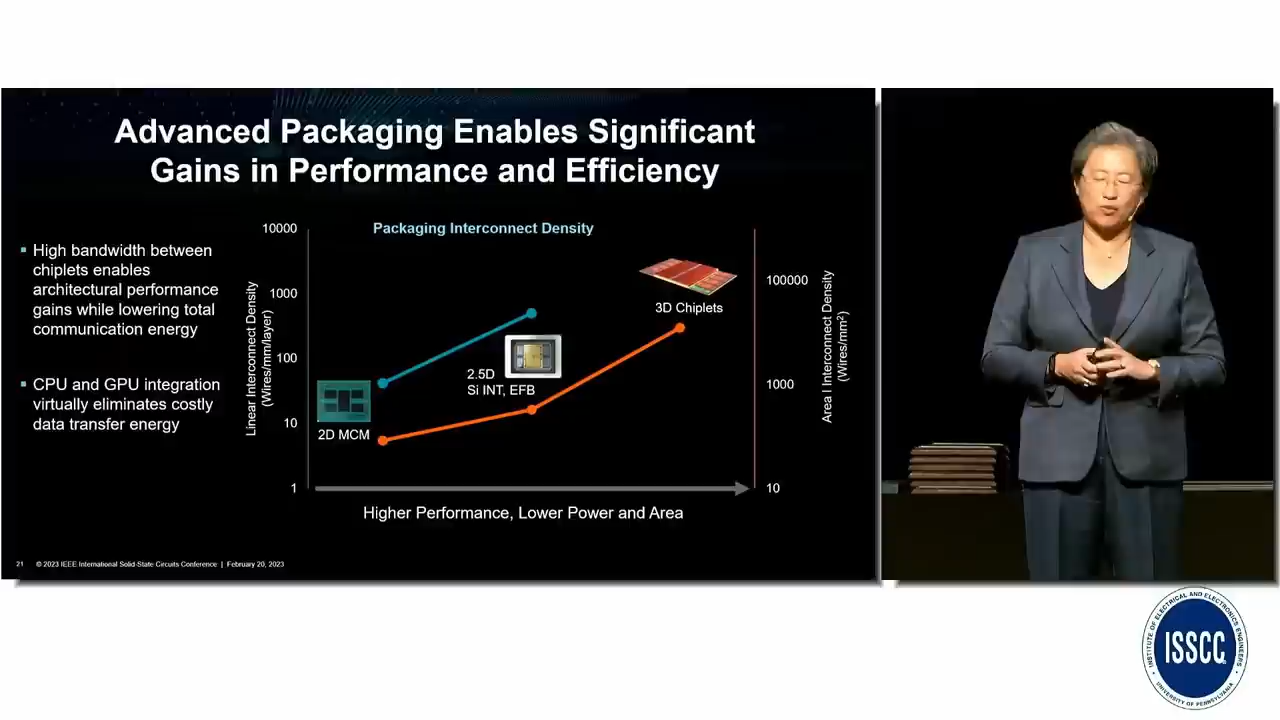 Advanced Packaging Enables Significant
Gains in Performance and Efficiency
▪ High bandwidth between
chiplets enables
architectural performance
gains while lowering total
communication energy
▪ CPU and GPU integration
virtually eliminates costly
data transfer energy
Packaging Interconnect Density
Linear Interconnect Density
(Wires/mm/layer)
10000
1000
100
10
1
2D MCM
2.5D
Si INT, EFB
3D Chiplets
100000
1000
10
Area l Interconnect Density
(Wires/mm²)
Higher Performance, Lower Power and Area
21 © 2023 IEEE International Solid-State Circuits Conference | February 20, 2023
INSTITUTE OF ELECTRICAL AND ELECTRONICS ENGINEERS
ISSCC
UNIVERSITY OF PENNSYLVANIA